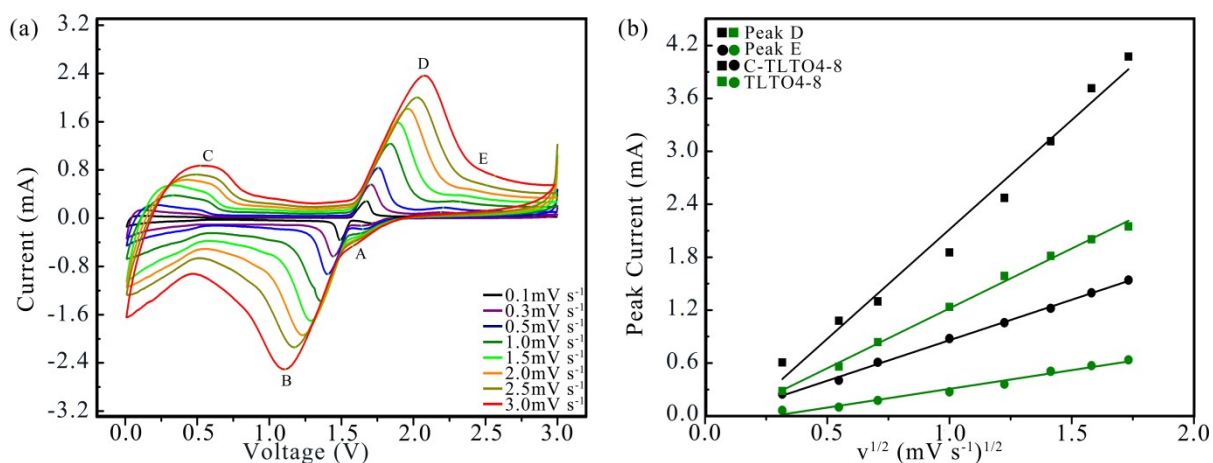 (a)
3.2
2.4
1.6
0.8
0.0
-0.8
-1.6
-2.4
-3.2
Current (mA)
0.0 0.5 1.0 1.5 2.0 2.5 3.0
Voltage (V)
A
B
C
D
E
0.1mV s⁻¹
0.3mV s⁻¹
0.5mV s⁻¹
1.0mV s⁻¹
1.5mV s⁻¹
2.0mV s⁻¹
2.5mV s⁻¹
3.0mV s⁻¹
(b)
4.2
3.6
3.0
2.4
1.8
1.2
0.6
0.0
Peak Current (mA)
0.0 0.5 1.0 1.5 2.0
v^1/2 (mV s⁻¹)^1/2
Peak D
Peak E
C-TLTO4-8
TLTO4-8